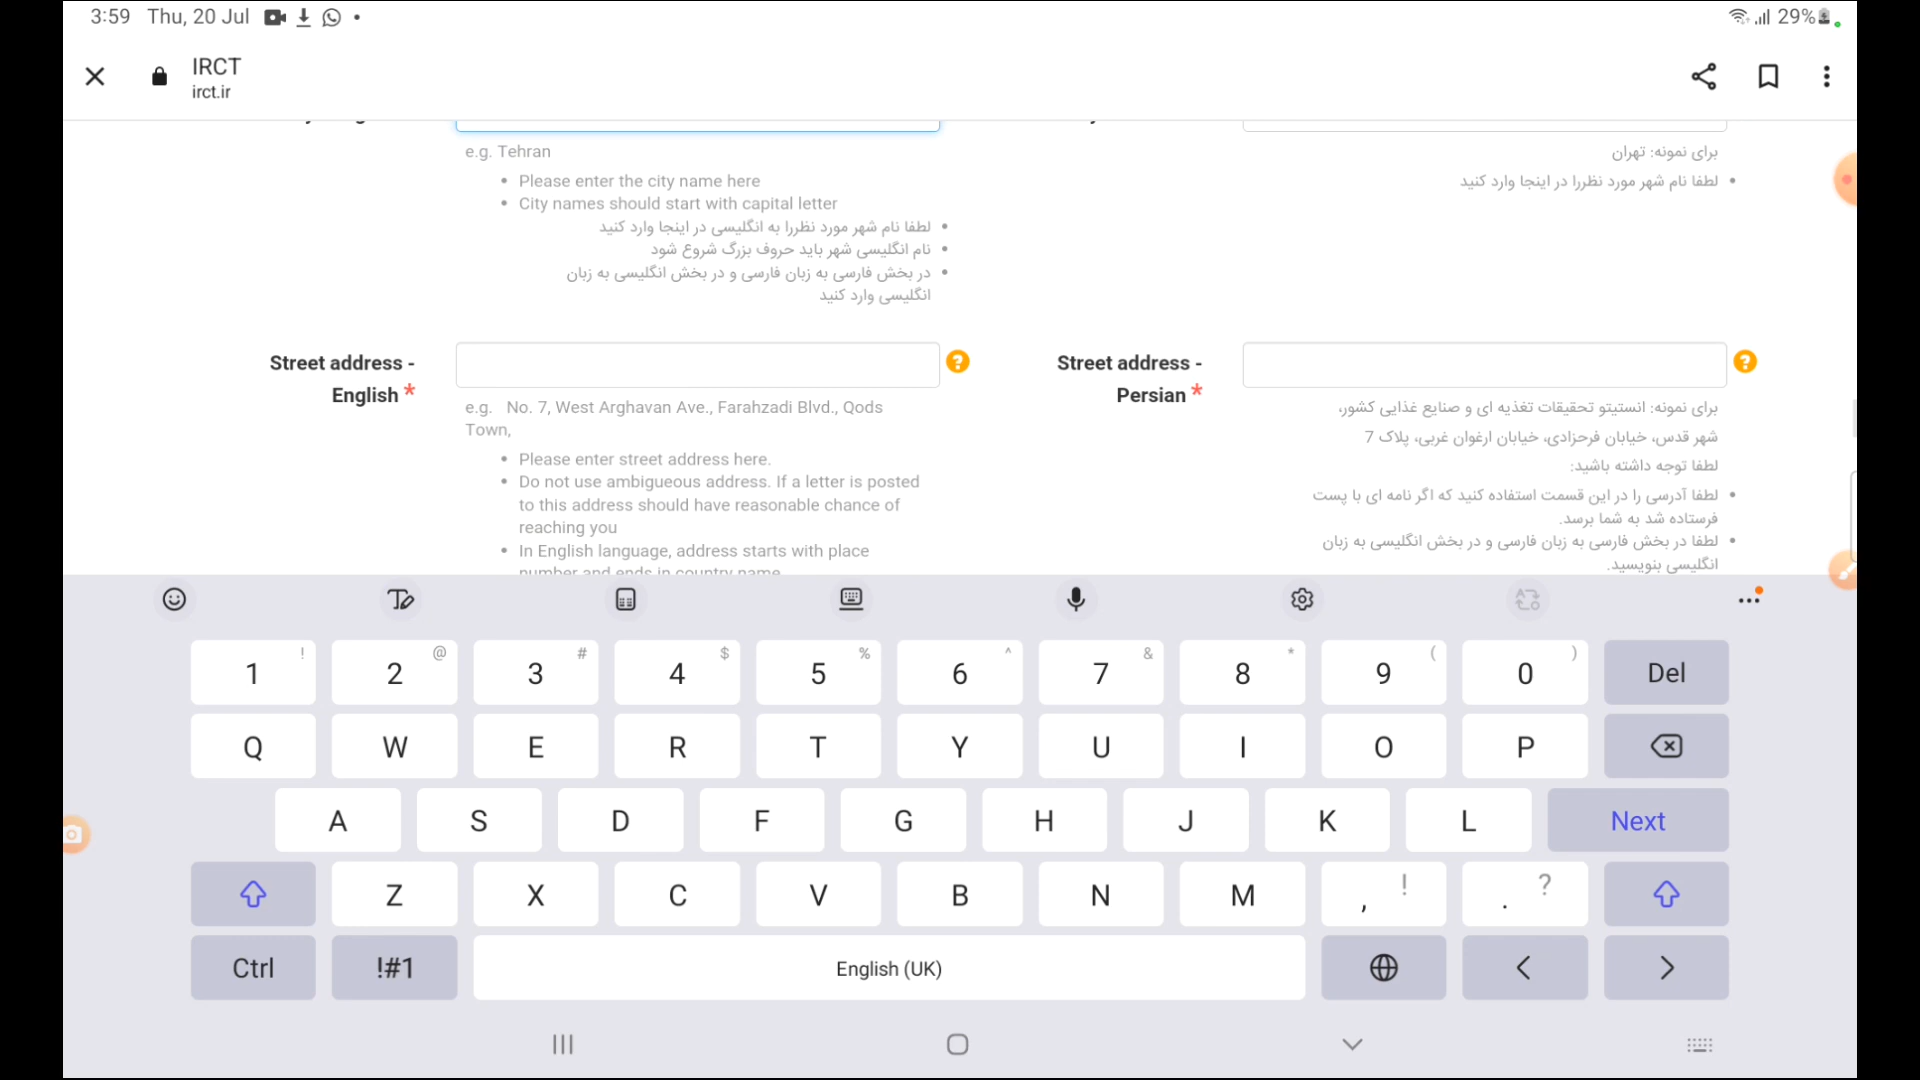 3:59 Thu, 20 Jul
29%
IRCT
irct.ir
e.g. Tehran
برای نمونه: تهران
• Please enter the city name here
• لطفا نام شهر مورد نظررا در اینجا وارد کنید
• City names should start with capital letter
• لطفا نام شهر مورد نظررا به انگلیسی در اینجا وارد کنید
• نام انگلیسی شهر باید حروف بزرگ شروع شود
• در بخش فارسی به زبان فارسی و در بخش انگلیسی به زبان
انگلیسی وارد کنید
Street address -
English *
?
Street address -
Persian *
?
e.g. No. 7, West Arghavan Ave., Farahzadi Blvd., Qods
Town,
• Please enter street address here.
• Do not use ambigueous address. If a letter is posted
to this address should have reasonable chance of
reaching you
• In English language, address starts with place
number and ends in country name
برای نمونه: انستیتو تحقیقات تغذیه ای و صنایع غذایی کشور،
شهر قدس، خیابان فرحزادی، خیابان ارغوان غربی، پلاک 7
لطفا توجه داشته باشید:
• لطفا آدرسی را در این قسمت استفاده کنید که اگر نامه ای با پست
فرستاده شد به شما برسد.
• لطفا در بخش فارسی به زبان فارسی و در بخش انگلیسی به زبان
انگلیسی بنویسید.
! @ # $ % ^ & * ( )
1 2 3 4 5 6 7 8 9 0 Del
Q W E R T Y U I O P
A S D F G H J K L Next
Z X C V B N M , ! . ?
Ctrl !#1 English (UK) < >